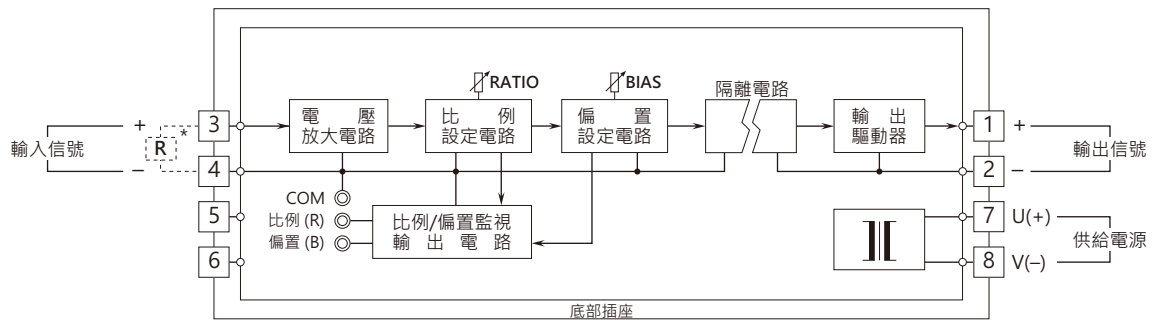 RATIO
BIAS
隔離電路
輸入信號
+
*
R
−
3
4
5
6
電壓
放大電路
比例
設定電路
偏置
設定電路
輸出
驅動器
COM
比例 (R)
偏置 (B)
比例/偏置監視
輸出電路
1
+
2
−
輸出信號
7
U(+)
8
V(−)
供給電源
底部插座